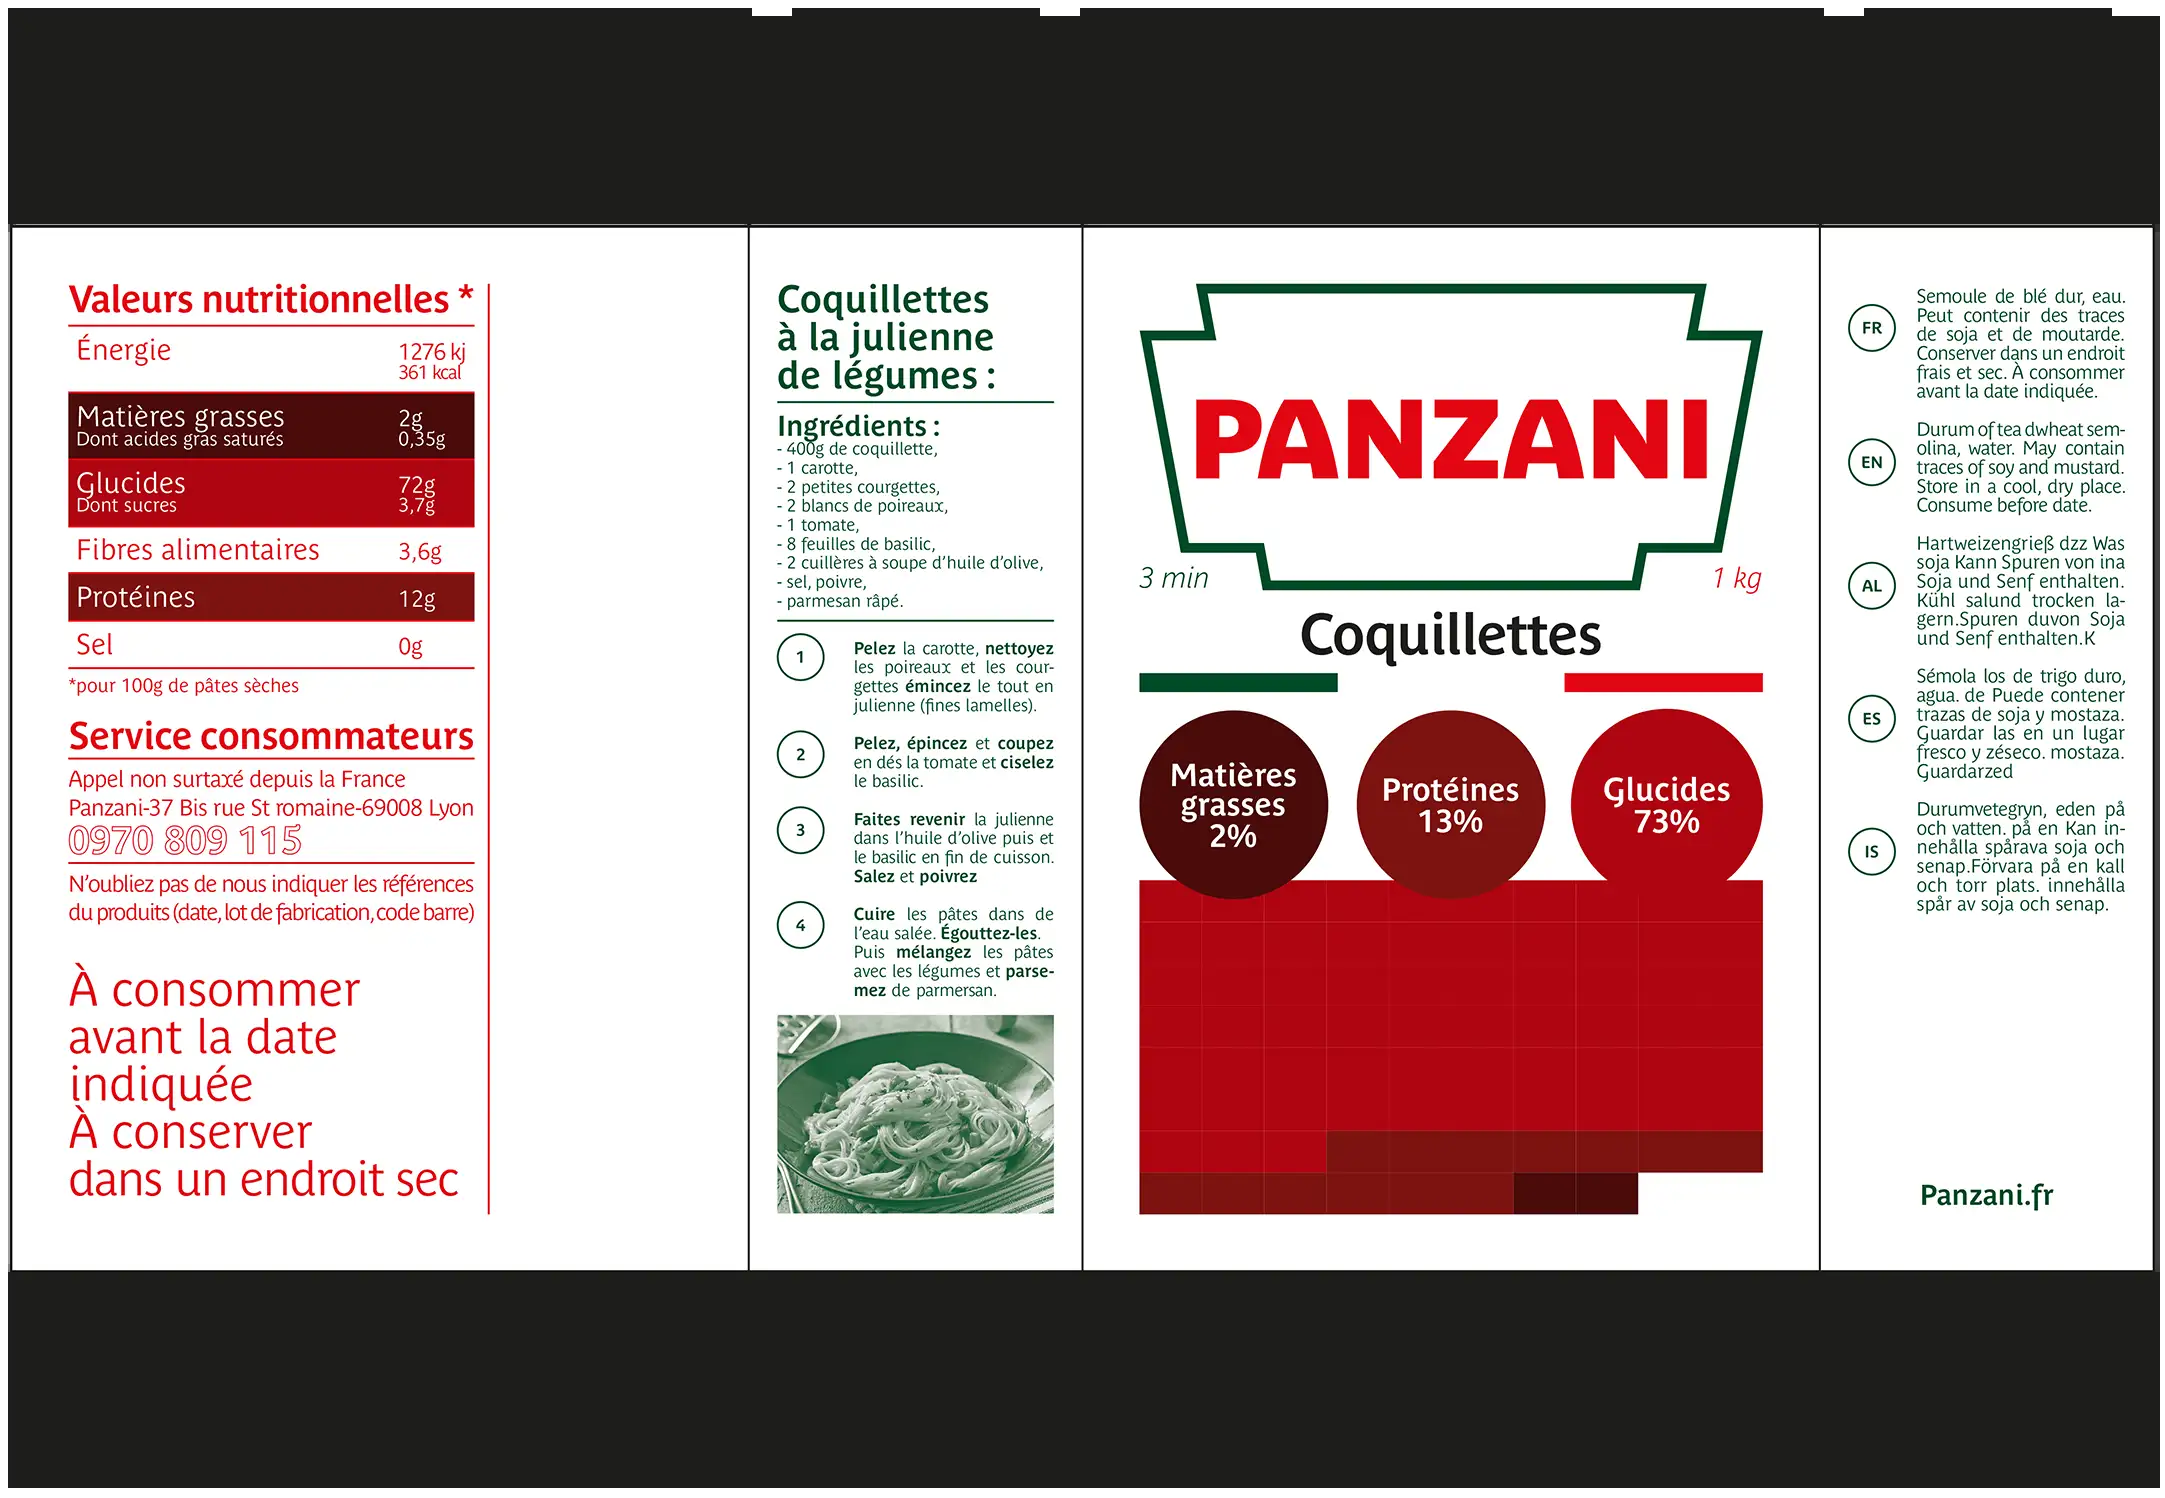 Valeurs nutritionnelles *
Énergie 1276 kj
361 kcal
Matières grasses 2g
Dont acides gras saturés 0,35g
Glucides 72g
Dont sucres 3,7g
Fibres alimentaires 3,6g
Protéines 12g
Sel 0g
*pour 100g de pâtes sèches
Service consommateurs
Appel non surtaxé depuis la France
Panzani-37 Bis rue St romaine-69008 Lyon
0970 809 115
N'oubliez pas de nous indiquer les références
du produits (date, lot de fabrication, code barre)
À consommer
avant la date
indiquée
À conserver
dans un endroit sec
Coquillettes
à la julienne
de légumes :
Ingrédients :
- 400g de coquillette,
- 1 carotte,
- 2 petites courgettes,
- 2 blancs de poireaux,
- 1 tomate,
- 8 feuilles de basilic,
- 2 cuillères à soupe d'huile d'olive,
- sel, poivre,
- parmesan râpé.
1
Pelez la carotte, nettoyez
les poireaux et les cour-
gettes émincez le tout en
julienne (fines lamelles).
2
Pelez, épincez et coupez
en dés la tomate et ciselez
le basilic.
3
Faites revenir la julienne
dans l'huile d'olive puis et
le basilic en fin de cuisson.
Salez et poivrez
4
Cuire les pâtes dans de
l'eau salée. Égouttez-les.
Puis mélangez les pâtes
avec les légumes et parse-
mez de parmersan.
PANZANI
3 min
1 kg
Coquillettes
Matières
grasses
2%
Protéines
13%
Glucides
73%
FR
Semoule de blé dur, eau.
Peut contenir des traces
de soja et de moutarde.
Conserver dans un endroit
frais et sec. À consommer
avant la date indiquée.
EN
Durum of tea dwheat sem-
olina, water. May contain
traces of soy and mustard.
Store in a cool, dry place.
Consume before date.
AL
Hartweizengrieß dzz Was
soja Kann Spuren von ina
Soja und Senf enthalten.
Kühl salund trocken la-
gern.Spuren duvon Soja
und Senf enthalten.K
ES
Sémola los de trigo duro,
agua. de Puede contener
trazas de soja y mostaza.
Guardar las en un lugar
fresco y zéseco. mostaza.
Guardarzed
IS
Durumvetegryn, eden på
och vatten. på en Kan in-
nehålla spårava soja och
senap.Förvara på en kall
och torr plats. innehålla
spår av soja och senap.
Panzani.fr